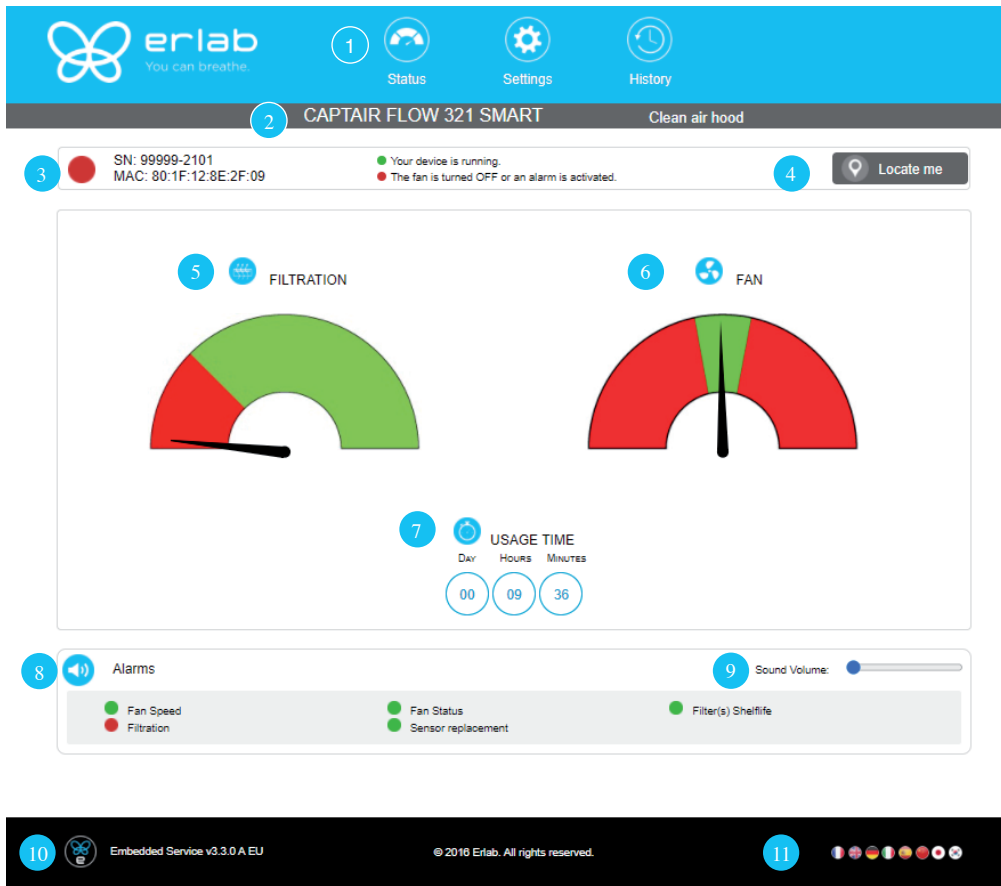 erlab
You can breathe.
1
Status
Settings
History
2
CAPTAIR FLOW 321 SMART
Clean air hood
3
SN: 99999-2101
MAC: 80:1F:12:8E:2F:09
Your device is running.
The fan is turned OFF or an alarm is activated.
4
Locate me
5
FILTRATION
6
FAN
7
USAGE TIME
DAY HOURS MINUTES
00 09 36
8
Alarms
9
Sound Volume:
Fan Speed
Fan Status
Filter(s) Shelflife
Filtration
Sensor replacement
10
e
Embedded Service v3.3.0 A EU
© 2016 Erlab. All rights reserved.
11